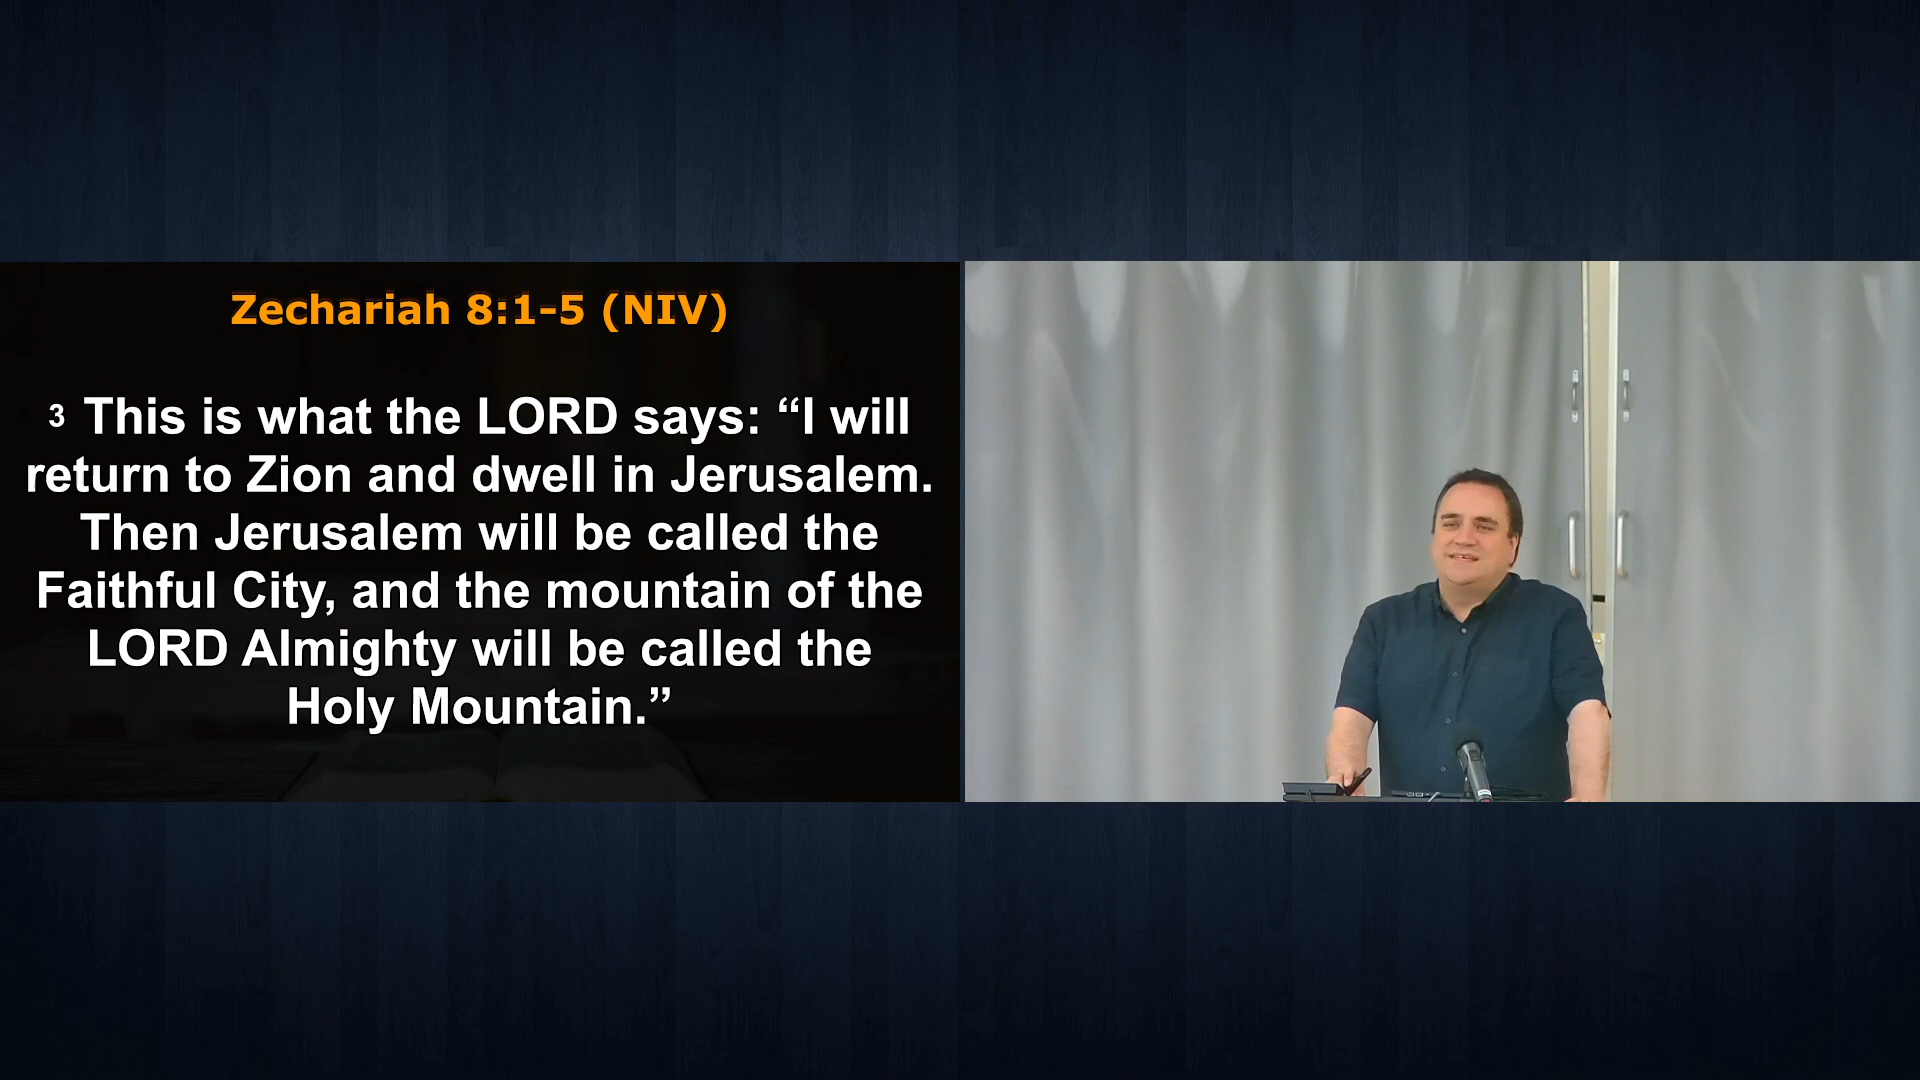 Zechariah 8:1-5 (NIV)
3 This is what the LORD says: “I will
return to Zion and dwell in Jerusalem.
Then Jerusalem will be called the
Faithful City, and the mountain of the
LORD Almighty will be called the
Holy Mountain.”